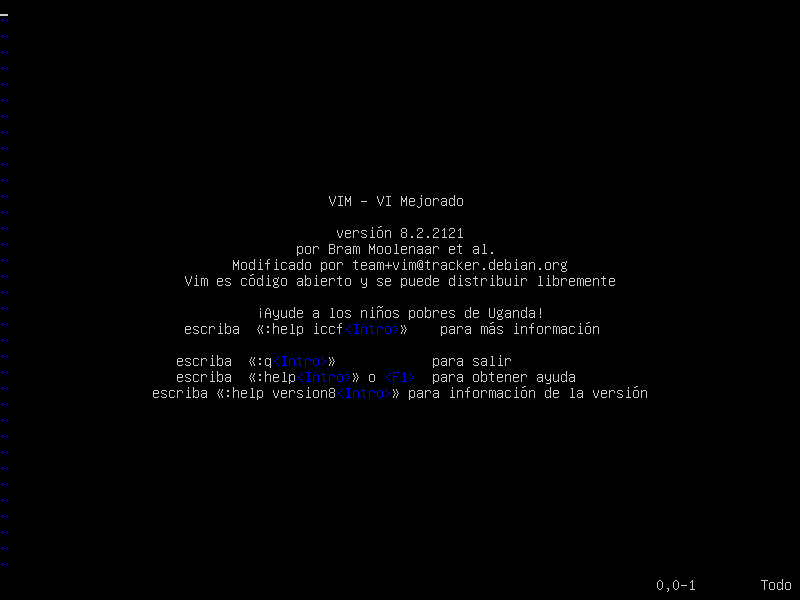 ~
~
~
~
~
~
~
~
~
~
~
~ VIM - VI Mejorado
~
~ versión 8.2.2121
~ por Bram Moolenaar et al.
~ Modificado por team+vim@tracker.debian.org
~ Vim es código abierto y se puede distribuir libremente
~
~ ¡Ayude a los niños pobres de Uganda!
~ escriba «:help iccf<Intro>» para más información
~
~ escriba «:q<Intro>» para salir
~ escriba «:help<Intro>» o <F1> para obtener ayuda
~ escriba «:help version8<Intro>» para información de la versión
~
~
~
~
~
~
~
~
~
~
~
0,0-1 Todo